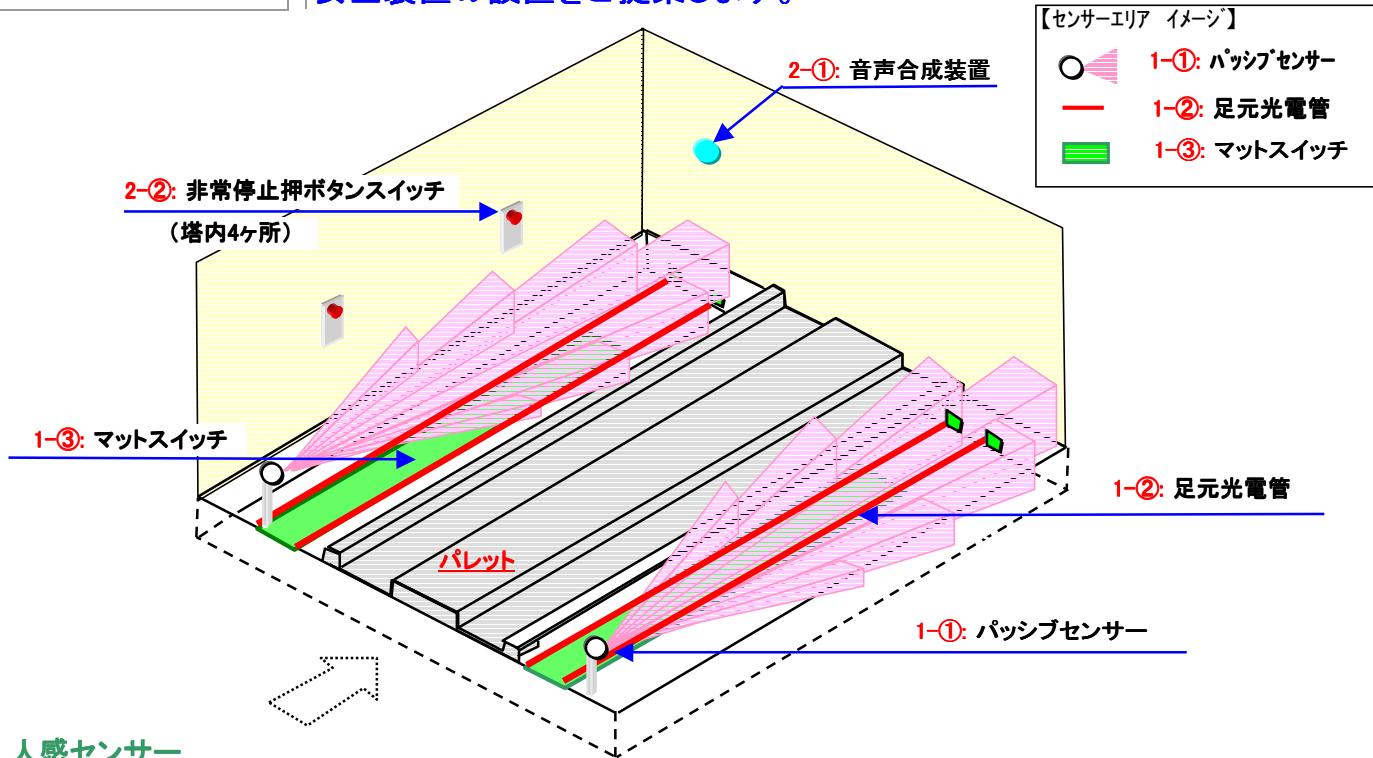 【センサーエリア イメージ】
1-①: パッシブセンサー
1-②: 足元光電管
1-③: マットスイッチ
2-①: 音声合成装置
2-②: 非常停止押ボタンスイッチ
（塔内4ヶ所）
1-③: マットスイッチ
1-②: 足元光電管
パレット
1-①: パッシブセンサー
人感センサー